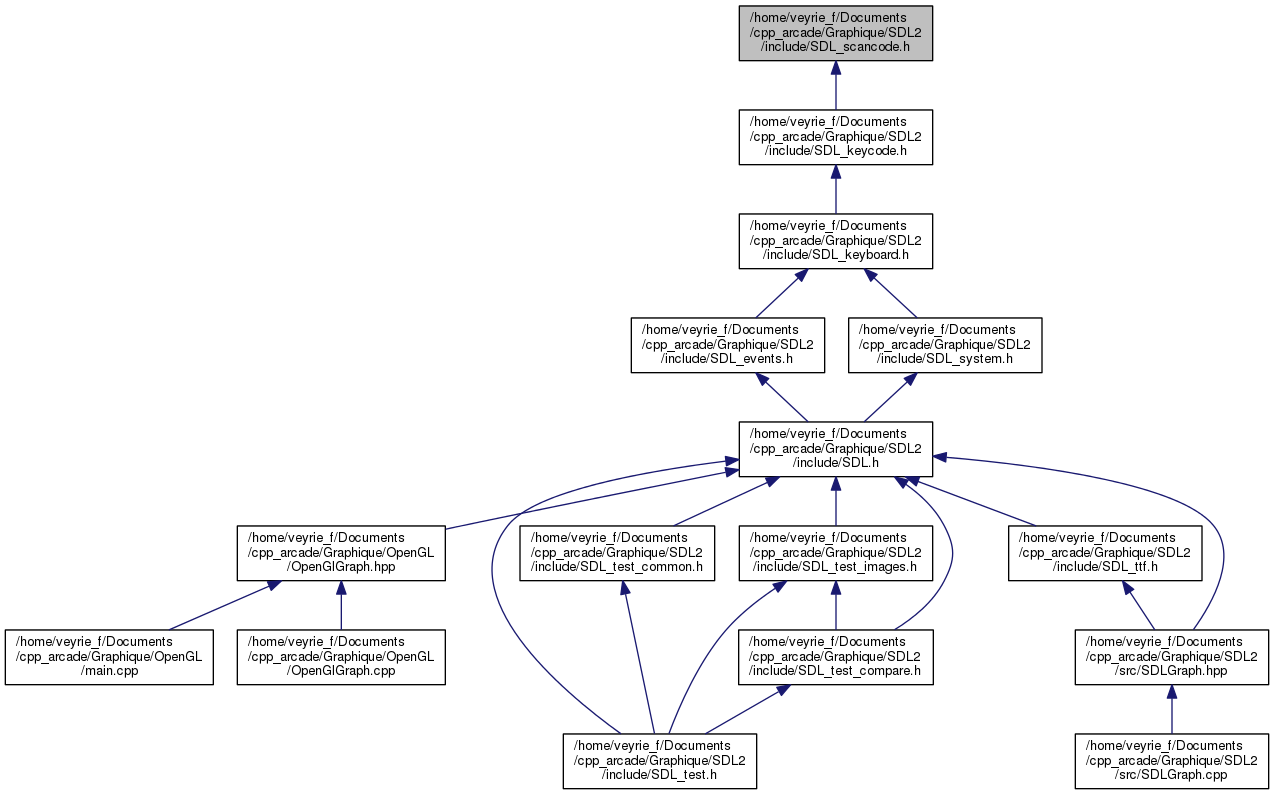 /home/veyrie_f/Documents
/cpp_arcade/Graphique/SDL2
/include/SDL_scancode.h
/home/veyrie_f/Documents
/cpp_arcade/Graphique/SDL2
/include/SDL_keycode.h
/home/veyrie_f/Documents
/cpp_arcade/Graphique/SDL2
/include/SDL_keyboard.h
/home/veyrie_f/Documents
/cpp_arcade/Graphique/SDL2
/include/SDL_events.h
/home/veyrie_f/Documents
/cpp_arcade/Graphique/SDL2
/include/SDL_system.h
/home/veyrie_f/Documents
/cpp_arcade/Graphique/SDL2
/include/SDL.h
/home/veyrie_f/Documents
/cpp_arcade/Graphique/OpenGL
/OpenGlGraph.hpp
/home/veyrie_f/Documents
/cpp_arcade/Graphique/SDL2
/include/SDL_test_common.h
/home/veyrie_f/Documents
/cpp_arcade/Graphique/SDL2
/include/SDL_test_images.h
/home/veyrie_f/Documents
/cpp_arcade/Graphique/SDL2
/include/SDL_ttf.h
/home/veyrie_f/Documents
/cpp_arcade/Graphique/OpenGL
/main.cpp
/home/veyrie_f/Documents
/cpp_arcade/Graphique/OpenGL
/OpenGlGraph.cpp
/home/veyrie_f/Documents
/cpp_arcade/Graphique/SDL2
/include/SDL_test_compare.h
/home/veyrie_f/Documents
/cpp_arcade/Graphique/SDL2
/src/SDLGraph.hpp
/home/veyrie_f/Documents
/cpp_arcade/Graphique/SDL2
/include/SDL_test.h
/home/veyrie_f/Documents
/cpp_arcade/Graphique/SDL2
/src/SDLGraph.cpp